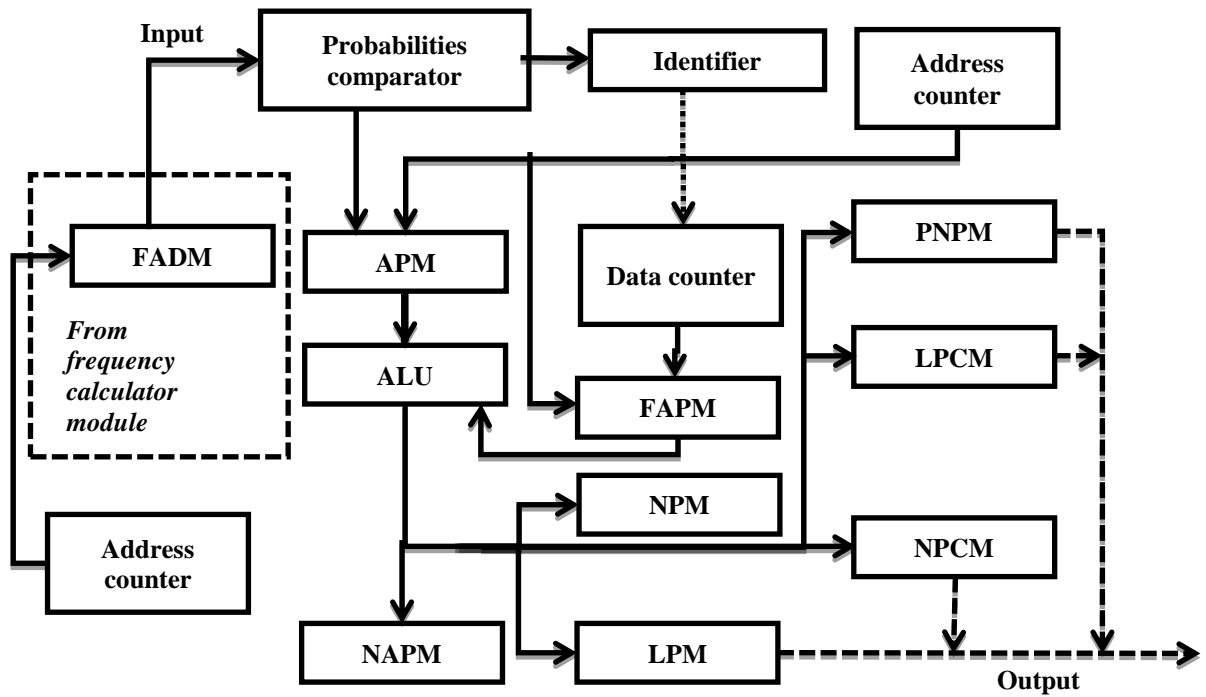 Input
Probabilities
comparator
Identifier
Address
counter
FADM
From
frequency
calculator
module
APM
Data counter
PNPM
ALU
FAPM
LPCM
NPM
Address
counter
NPCM
NAPM
LPM
Output